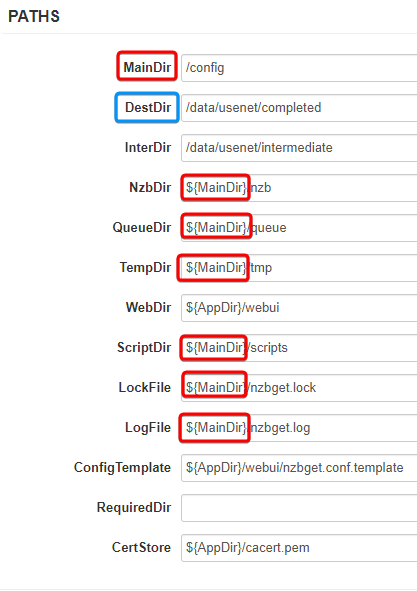 PATHS
MainDir /config
DestDir /data/usenet/completed
InterDir /data/usenet/intermediate
NzbDir ${MainDir}/nzb
QueueDir ${MainDir}/queue
TempDir ${MainDir}/tmp
WebDir ${AppDir}/webui
ScriptDir ${MainDir}/scripts
LockFile ${MainDir}/nzbget.lock
LogFile ${MainDir}/nzbget.log
ConfigTemplate ${AppDir}/webui/nzbget.conf.template
RequiredDir
CertStore ${AppDir}/cacert.pem